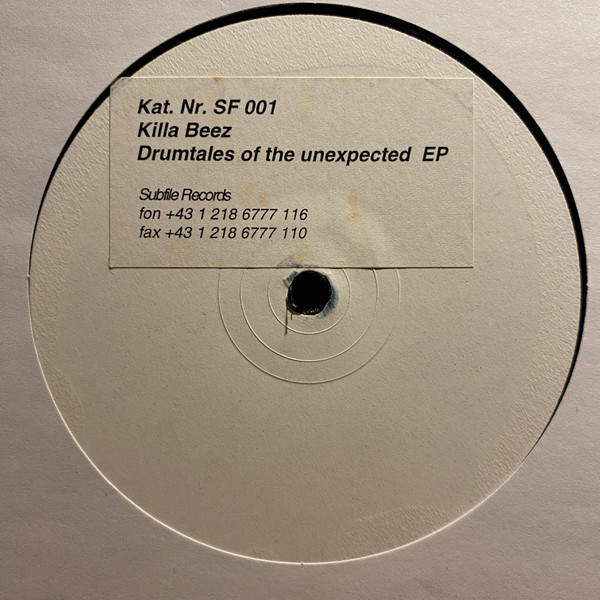 Kat. Nr. SF 001
Killa Beez
Drumtales of the unexpected EP
Subfile Records
fon +43 1 218 6777 116
fax +43 1 218 6777 110